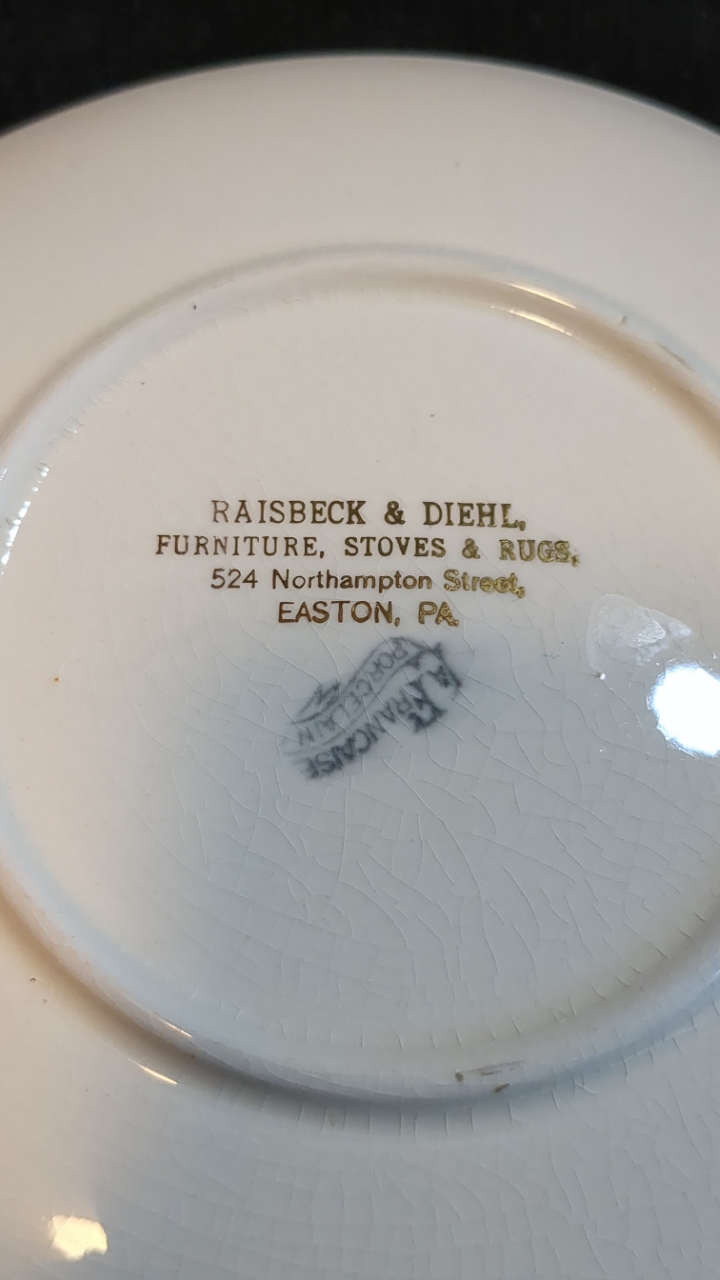 RAISBECK & DIEHL,
FURNITURE, STOVES & RUGS,
524 Northampton Street,
EASTON, PA.
LA FRANCAISE
PORCELAIN